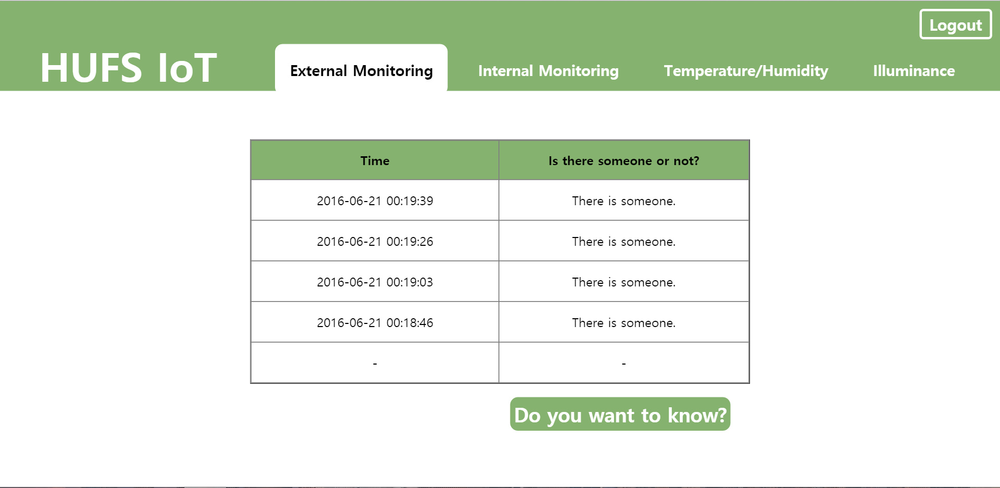 Logout
HUFS IoT
External Monitoring
Internal Monitoring
Temperature/Humidity
Illuminance
Time
Is there someone or not?
2016-06-21 00:19:39
There is someone.
2016-06-21 00:19:26
There is someone.
2016-06-21 00:19:03
There is someone.
2016-06-21 00:18:46
There is someone.
-
-
Do you want to know?